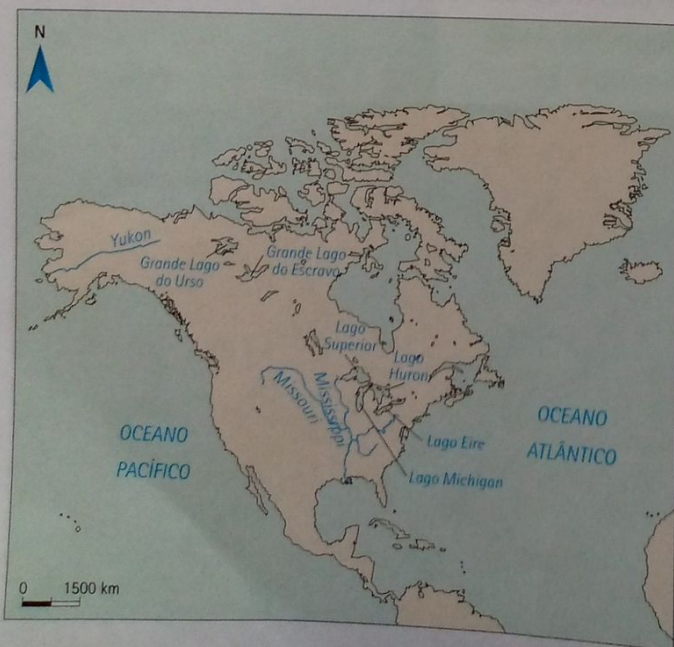 N
Yukon
Grande Lago
do Urso
Grande Lago
do Escravo
Lago
Superior
Lago
Huron
Missouri
Mississippi
OCEANO
PACÍFICO
OCEANO
ATLÂNTICO
Lago Eire
Lago Michigan
0 1500 km